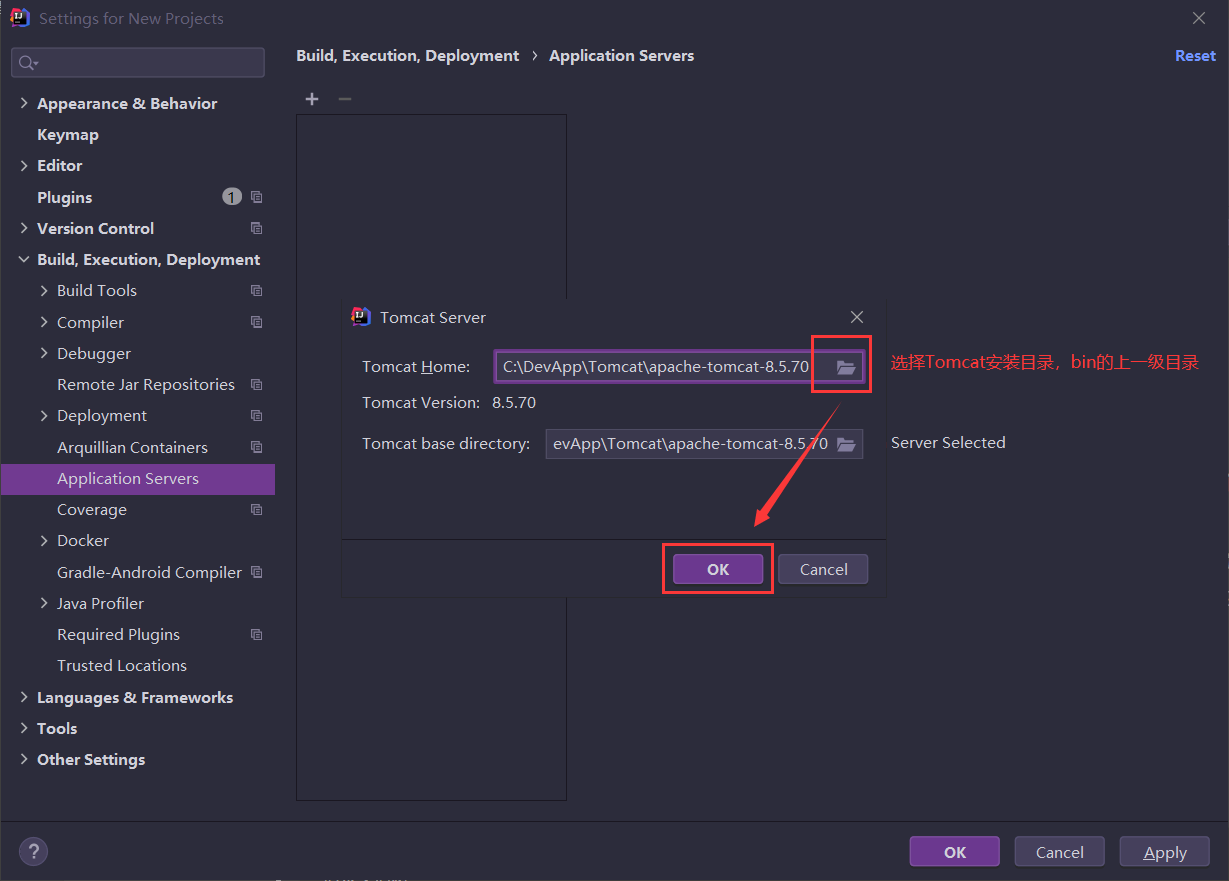 Settings for New Projects
Build, Execution, Deployment › Application Servers
Reset
Appearance & Behavior
Keymap
Editor
Plugins 1
Version Control
Build, Execution, Deployment
Build Tools
Compiler
Debugger
Remote Jar Repositories
Deployment
Arquillian Containers
Application Servers
Coverage
Docker
Gradle-Android Compiler
Java Profiler
Required Plugins
Trusted Locations
Languages & Frameworks
Tools
Other Settings
Tomcat Server
Tomcat Home: C:\DevApp\Tomcat\apache-tomcat-8.5.70
选择Tomcat安装目录，bin的上一级目录
Tomcat Version: 8.5.70
Tomcat base directory: evApp\Tomcat\apache-tomcat-8.5.70
Server Selected
OK Cancel
? OK Cancel Apply